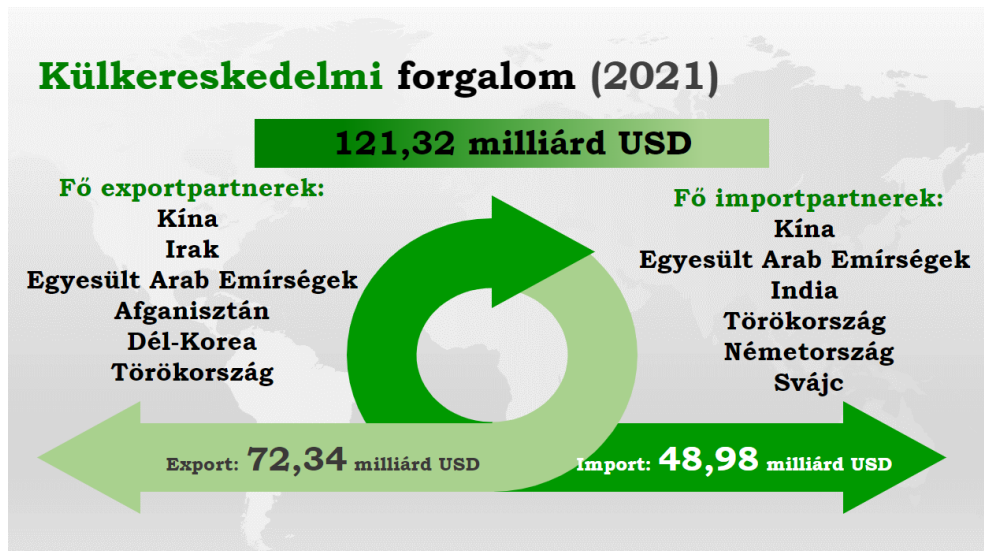 Külkereskedelmi forgalom (2021)
121,32 milliárd USD
Fő exportpartnerek:
Kína
Irak
Egyesült Arab Emírségek
Afganisztán
Dél-Korea
Törökország
Fő importpartnerek:
Kína
Egyesült Arab Emírségek
India
Törökország
Németország
Svájc
Export: 72,34 milliárd USD
Import: 48,98 milliárd USD